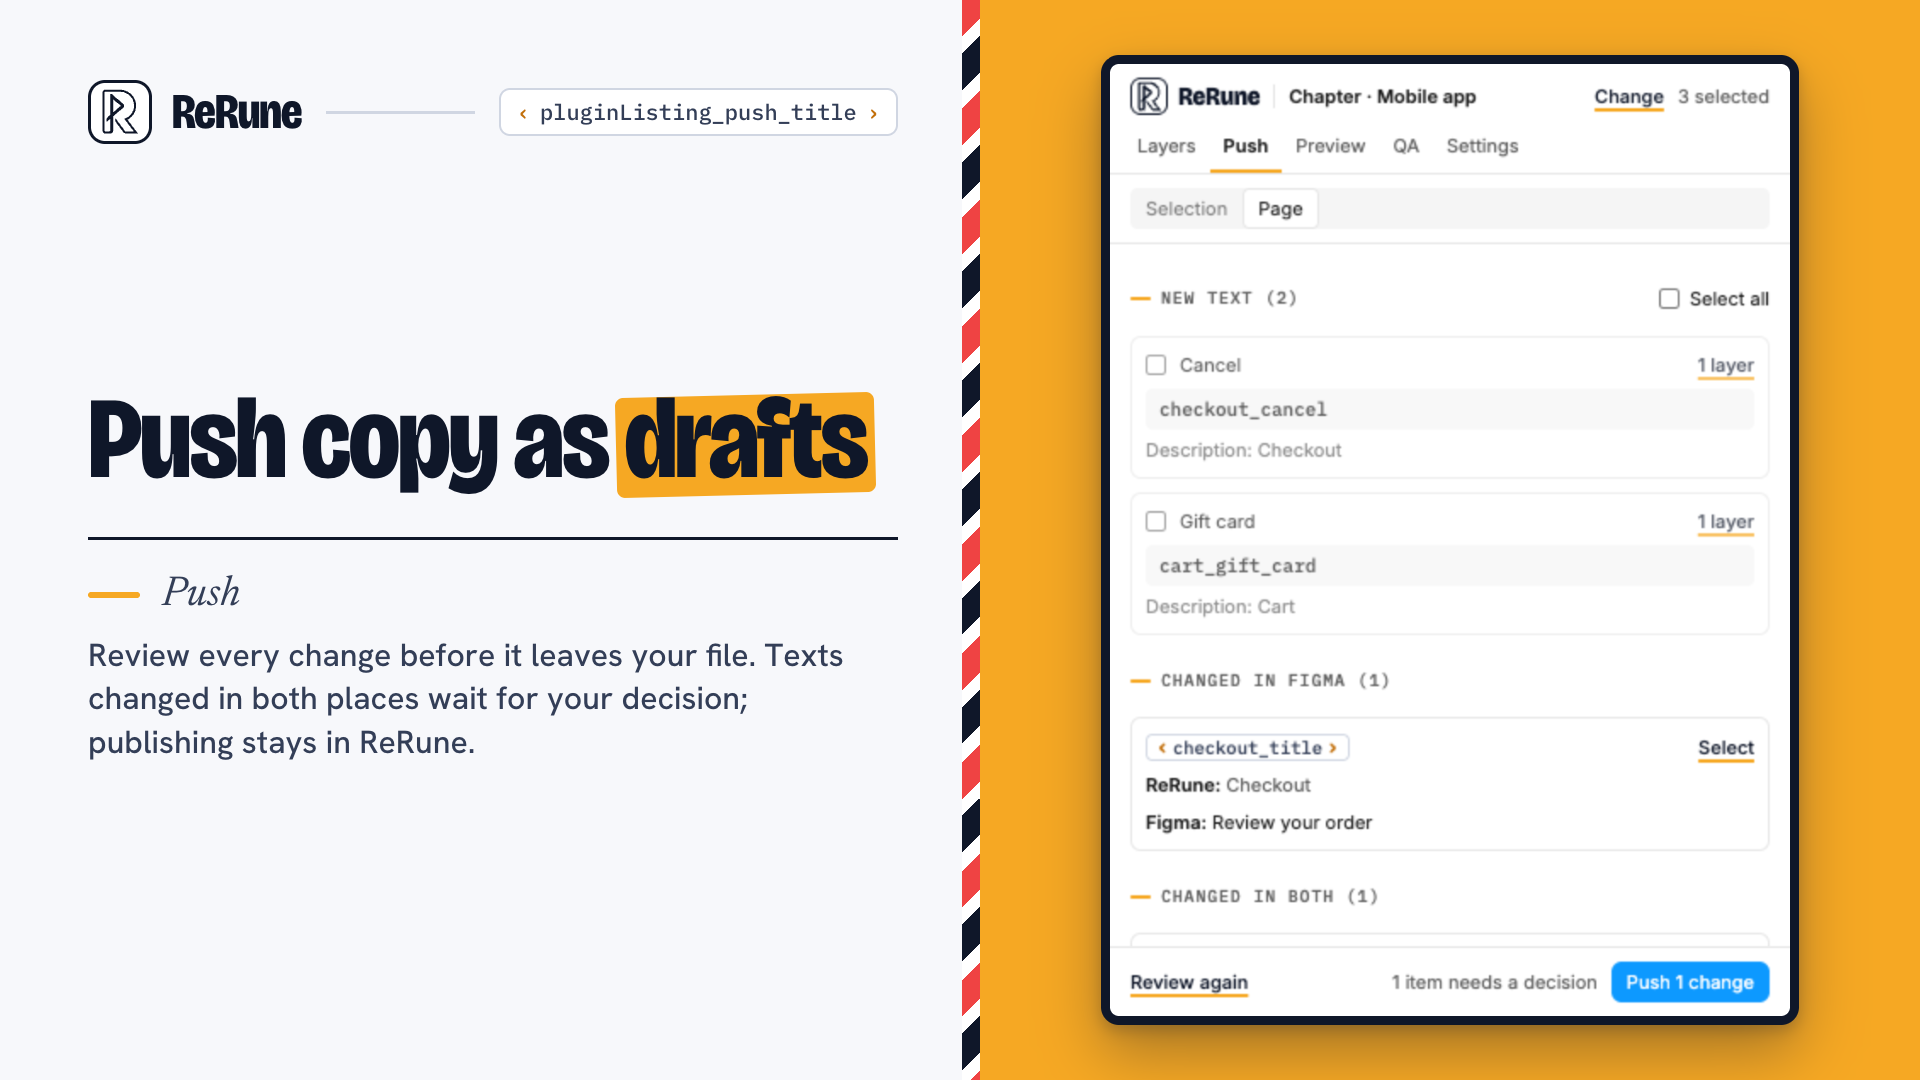 ReRune
‹ pluginListing_push_title ›
Push copy as drafts
Push
Review every change before it leaves your file. Texts
changed in both places wait for your decision;
publishing stays in ReRune.
ReRune
Chapter · Mobile app
Change
3 selected
Layers
Push
Preview
QA
Settings
Selection
Page
NEW TEXT (2)
Select all
Cancel
1 layer
checkout_cancel
Description: Checkout
Gift card
1 layer
cart_gift_card
Description: Cart
CHANGED IN FIGMA (1)
‹ checkout_title ›
Select
ReRune: Checkout
Figma: Review your order
CHANGED IN BOTH (1)
Review again
1 item needs a decision
Push 1 change